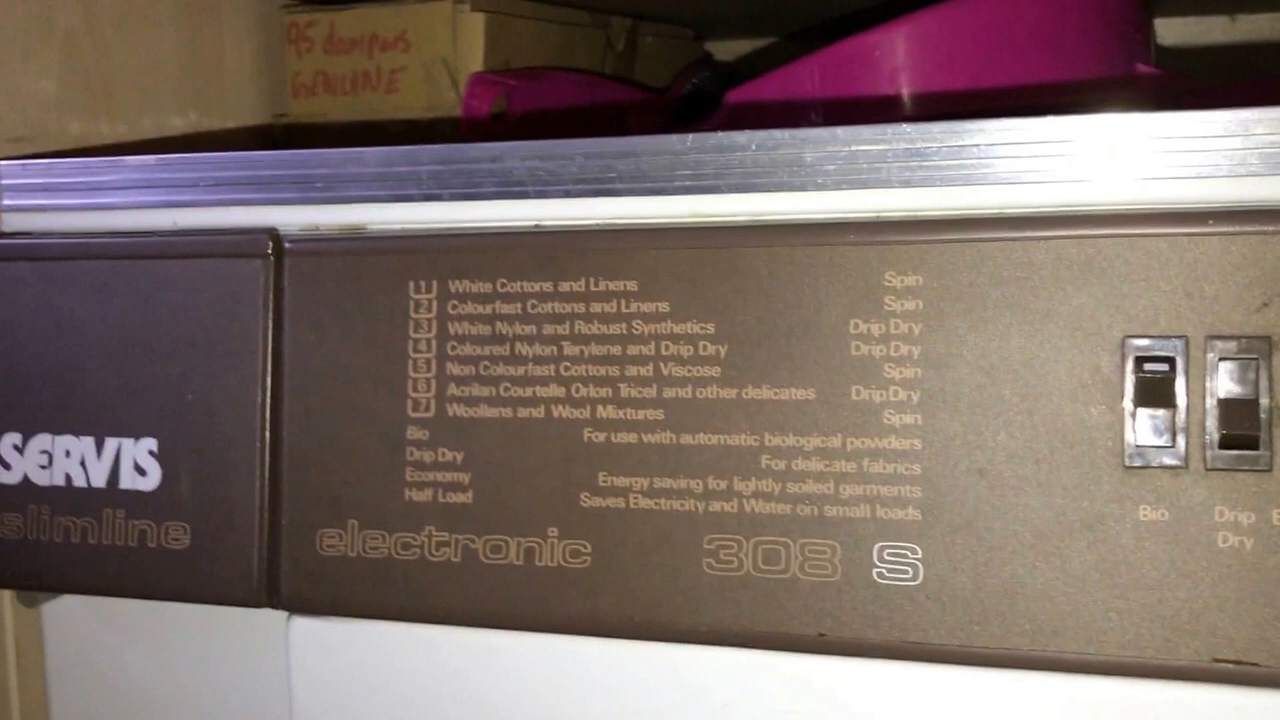 95 dampers
GENUINE
1 White Cottons and Linens Spin
2 Colourfast Cottons and Linens Spin
3 White Nylon and Robust Synthetics Drip Dry
4 Coloured Nylon Terylene and Drip Dry Drip Dry
5 Non Colourfast Cottons and Viscose Spin
6 Acrilan Courtelle Orlon Tricel and other delicates Drip Dry
7 Woollens and Wool Mixtures Spin
Bio For use with automatic biological powders
Drip Dry For delicate fabrics
Economy Energy saving for lightly soiled garments
Half Load Saves Electricity and Water on small loads
SERVIS
slimline
electronic 308 S
Bio
Drip
Dry